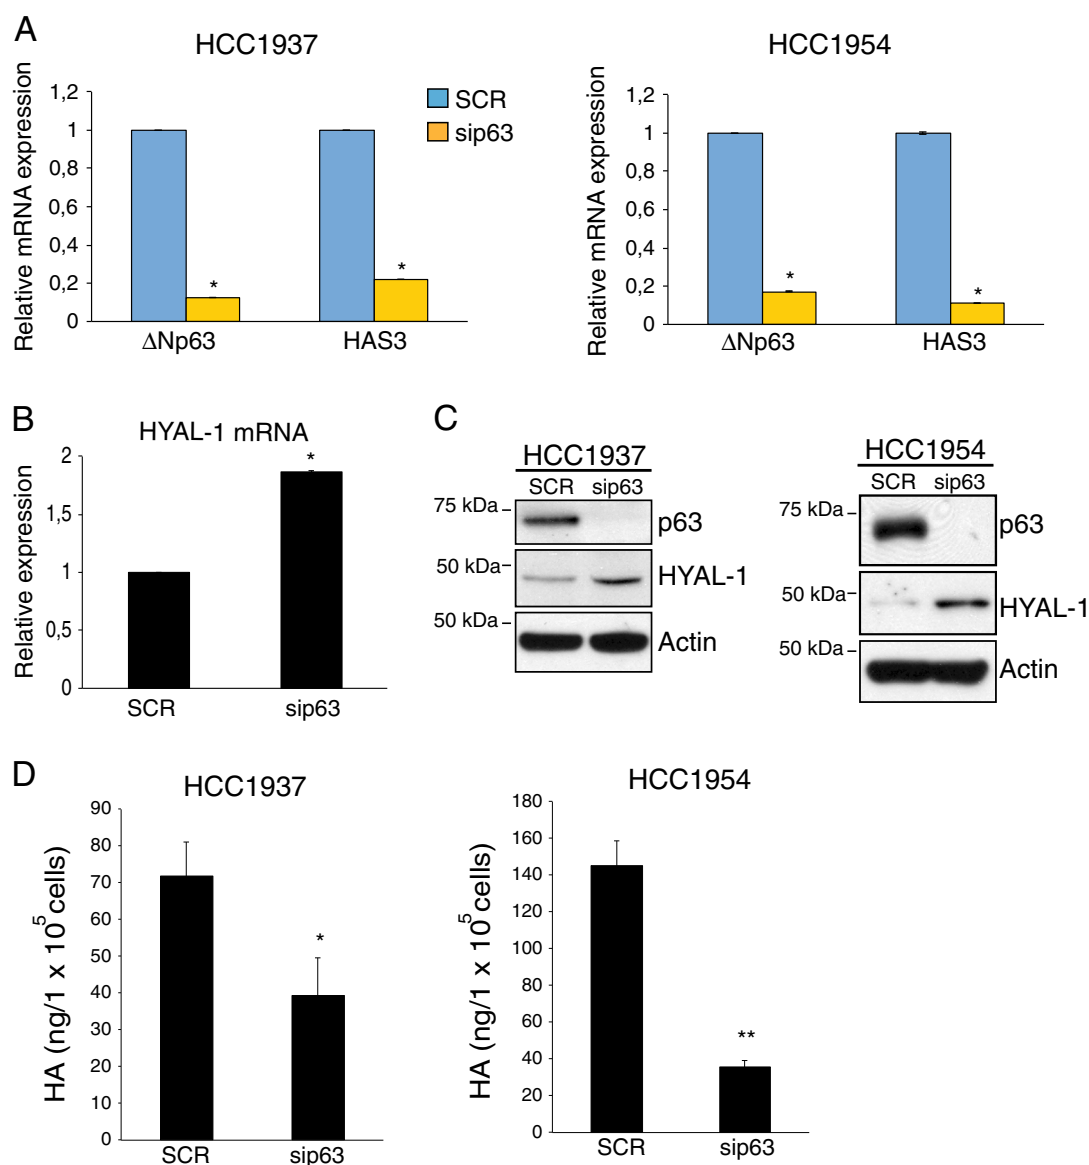 A
HCC1937
HCC1954
Relative mRNA expression
1,2
1
0,8
0,6
0,4
0,2
0
*
*
ΔNp63
HAS3
SCR
sip63
Relative mRNA expression
1,2
1
0,8
0,6
0,4
0,2
0
*
*
ΔNp63
HAS3
B
HYAL-1 mRNA
Relative expression
2
1,5
1
0,5
0
*
SCR
sip63
C
HCC1937
SCR sip63
75 kDa
p63
50 kDa
HYAL-1
50 kDa
Actin
HCC1954
SCR sip63
75 kDa
p63
50 kDa
HYAL-1
50 kDa
Actin
D
HCC1937
HA (ng/1 x 10⁵ cells)
90
80
70
60
50
40
30
20
10
0
*
SCR
sip63
HCC1954
HA (ng/1 x 10⁵ cells)
180
160
140
120
100
80
60
40
20
0
**
SCR
sip63